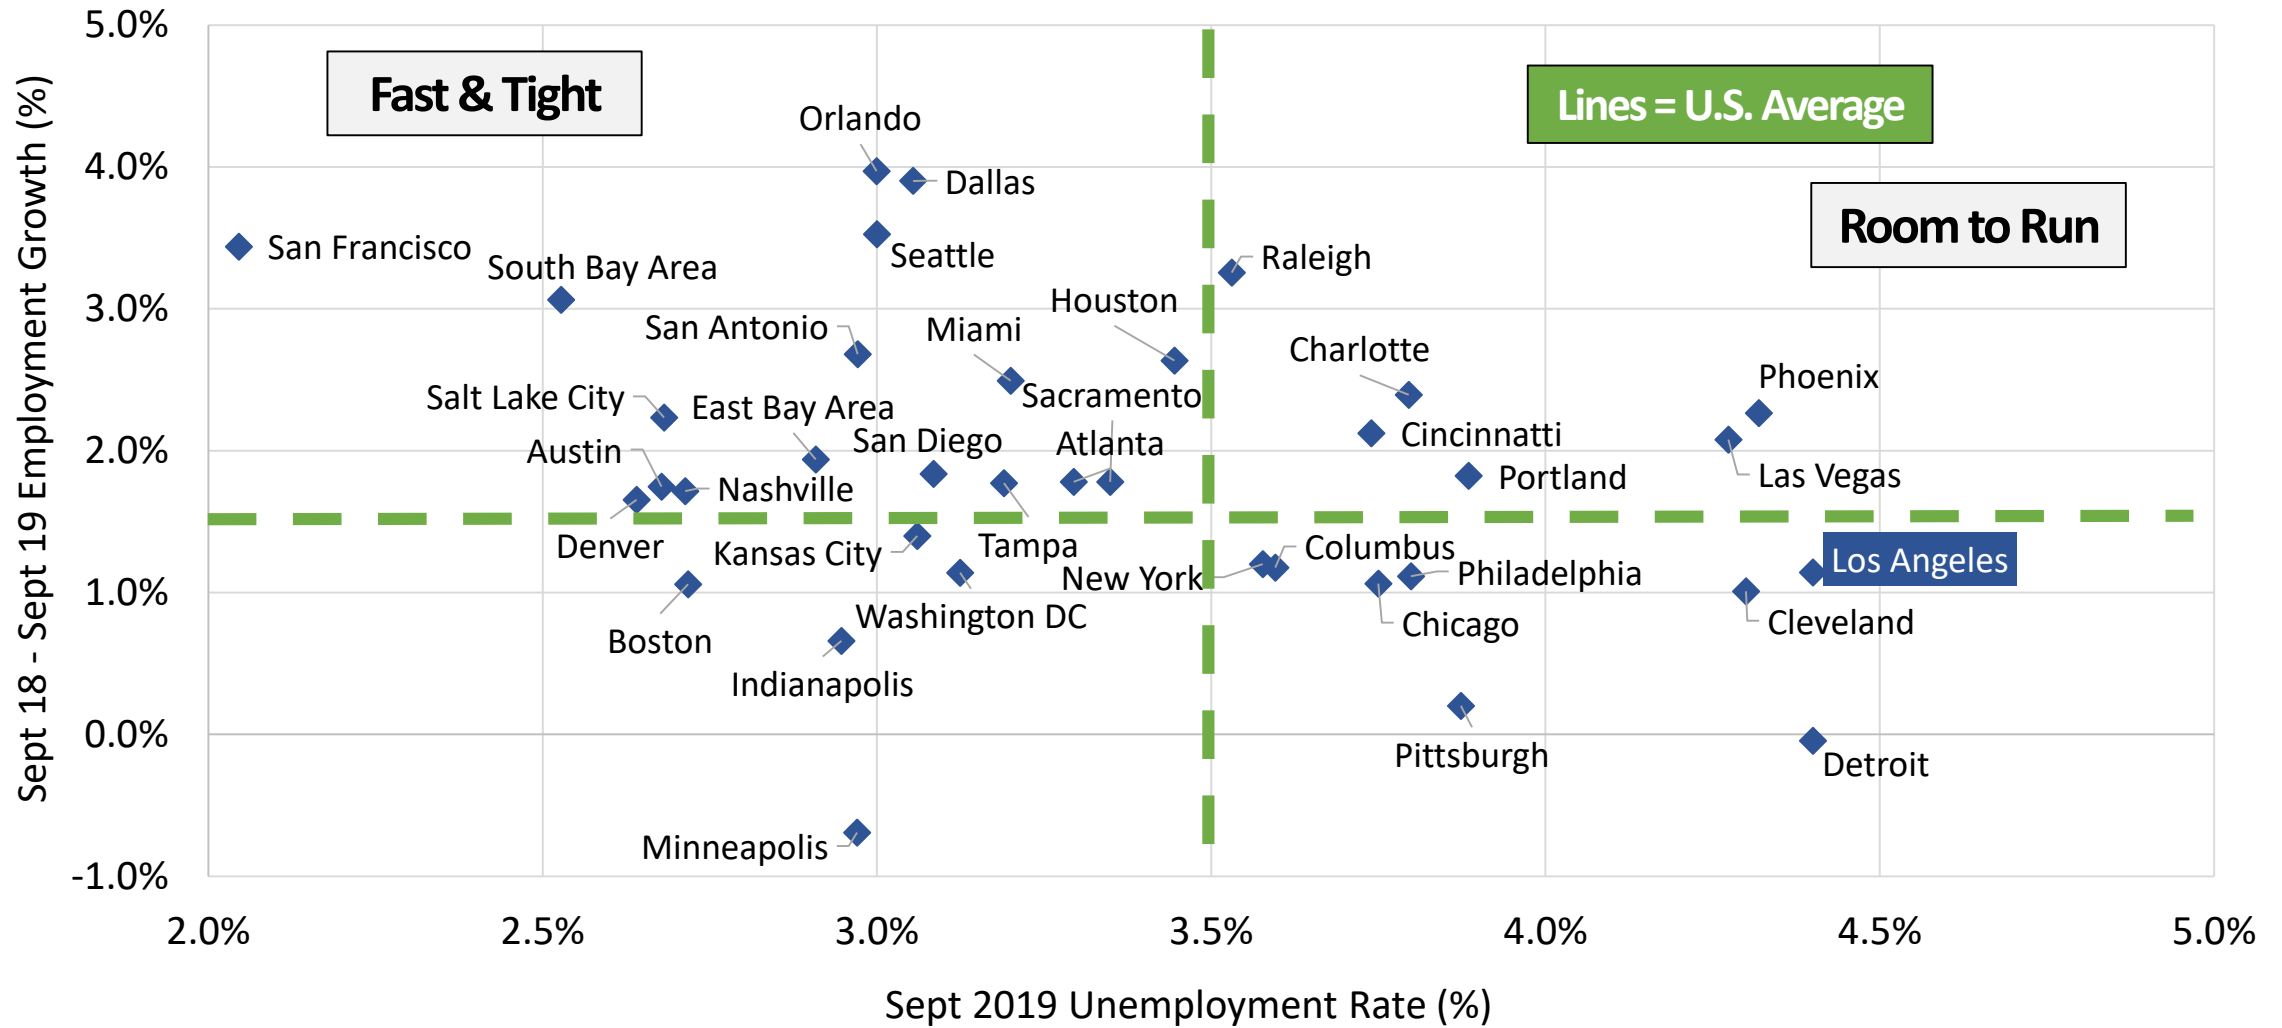 5.0%
Fast & Tight
Lines = U.S. Average
Orlando
4.0%
Dallas
Room to Run
San Francisco
Seattle
Raleigh
South Bay Area
3.0%
Houston
San Antonio
Miami
Charlotte
Phoenix
Salt Lake City
East Bay Area
Sacramento
2.0%
Austin
San Diego
Atlanta
Cincinnatti
Nashville
Portland
Las Vegas
Denver
Kansas City
Tampa
Columbus
Los Angeles
New York
Philadelphia
1.0%
Boston
Washington DC
Chicago
Cleveland
Indianapolis
0.0%
Pittsburgh
Detroit
Minneapolis
-1.0%
2.0%
2.5%
3.0%
3.5%
4.0%
4.5%
5.0%
Sept 18 - Sept 19 Employment Growth (%)
Sept 2019 Unemployment Rate (%)